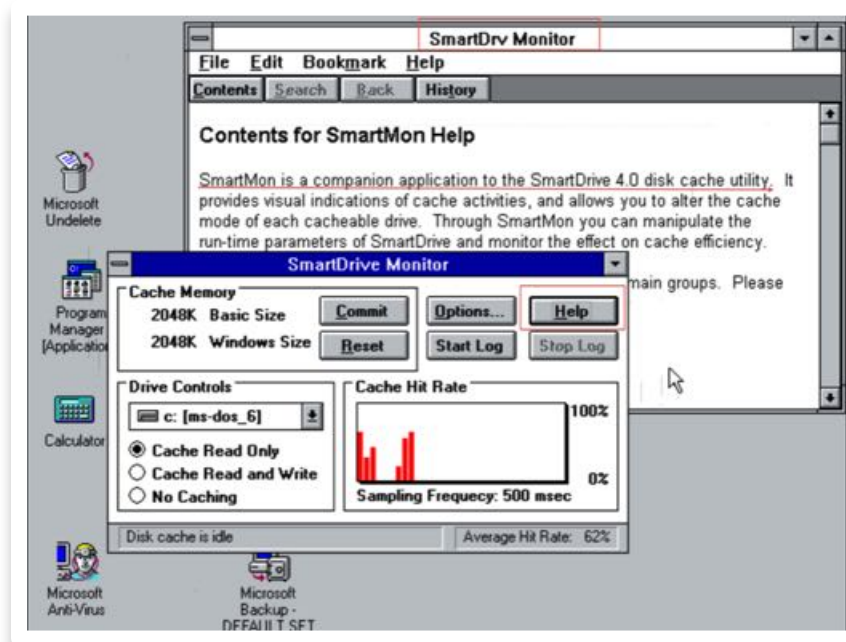 SmartDrv Monitor
File Edit Bookmark Help
Contents Search Back History
Contents for SmartMon Help
SmartMon is a companion application to the SmartDrive 4.0 disk cache utility. It
provides visual indications of cache activities, and allows you to alter the cache
mode of each cacheable drive. Through SmartMon you can manipulate the
run-time parameters of SmartDrive and monitor the effect on cache efficiency.
main groups. Please
Microsoft
Undelete
Program
Manager
[Applicatio
Calculator
SmartDrive Monitor
Cache Memory
2048K Basic Size
2048K Windows Size
Commit
Reset
Options...
Help
Start Log
Stop Log
Drive Controls
c: [ms-dos_6]
Cache Read Only
Cache Read and Write
No Caching
Cache Hit Rate
100%
0%
Sampling Frequecy: 500 msec
Disk cache is idle
Average Hit Rate: 62%
Microsoft
Anti-Virus
Microsoft
Backup -
DEFAULT SET